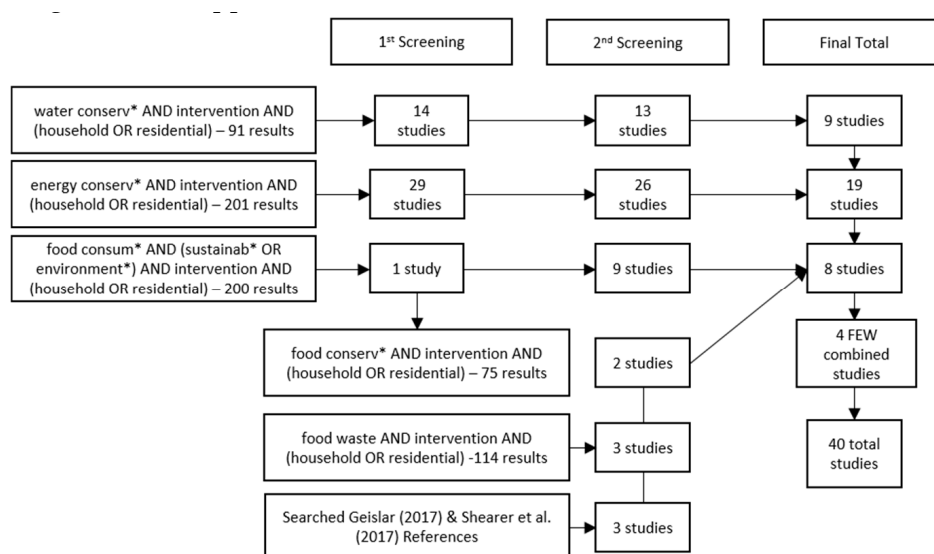 1st Screening
2nd Screening
Final Total
water conserv* AND intervention AND
(household OR residential) – 91 results
14
studies
13
studies
9 studies
energy conserv* AND intervention AND
(household OR residential) – 201 results
29
studies
26
studies
19
studies
food consum* AND (sustainab* OR
environment*) AND intervention AND
(household OR residential) – 200 results
1 study
9 studies
8 studies
food conserv* AND intervention AND
(household OR residential) – 75 results
2 studies
4 FEW
combined
studies
food waste AND intervention AND
(household OR residential) -114 results
3 studies
40 total
studies
Searched Geislar (2017) & Shearer et al.
(2017) References
3 studies